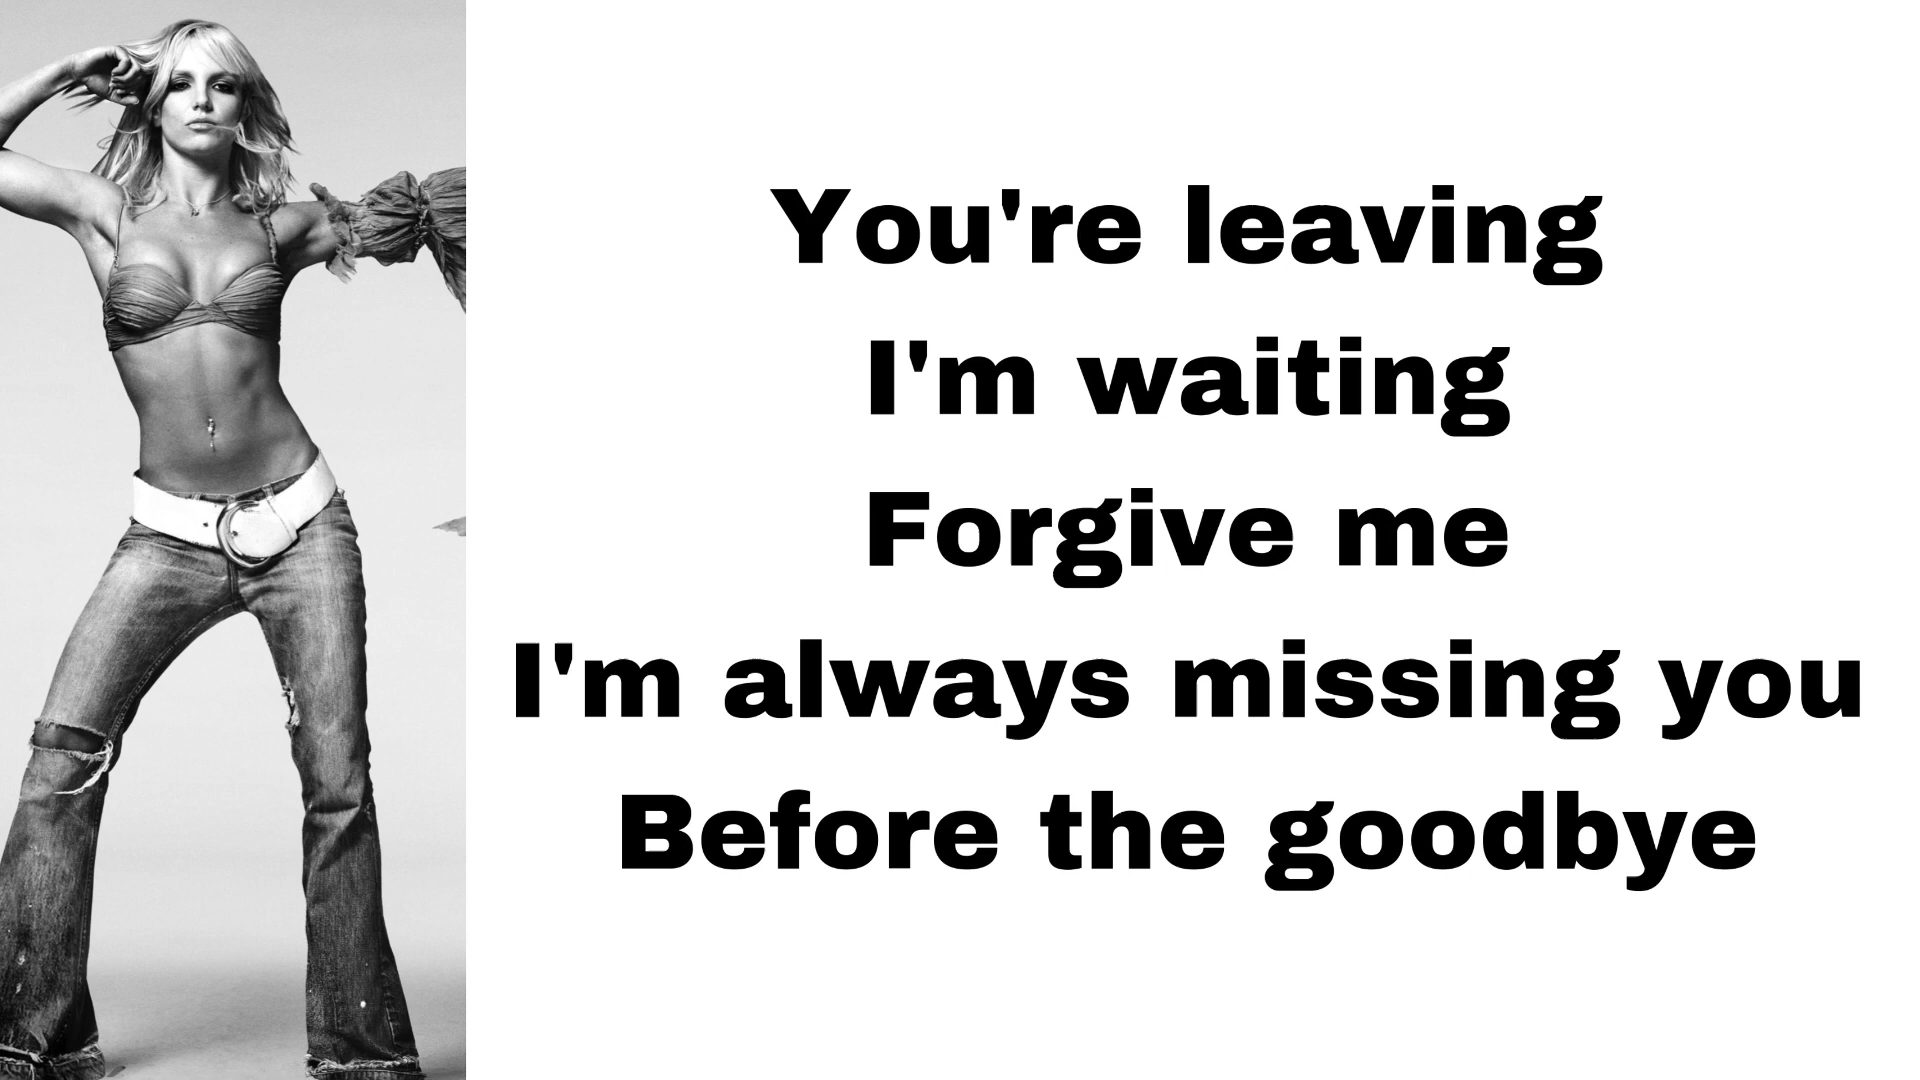 You're leaving
I'm waiting
Forgive me
I'm always missing you
Before the goodbye